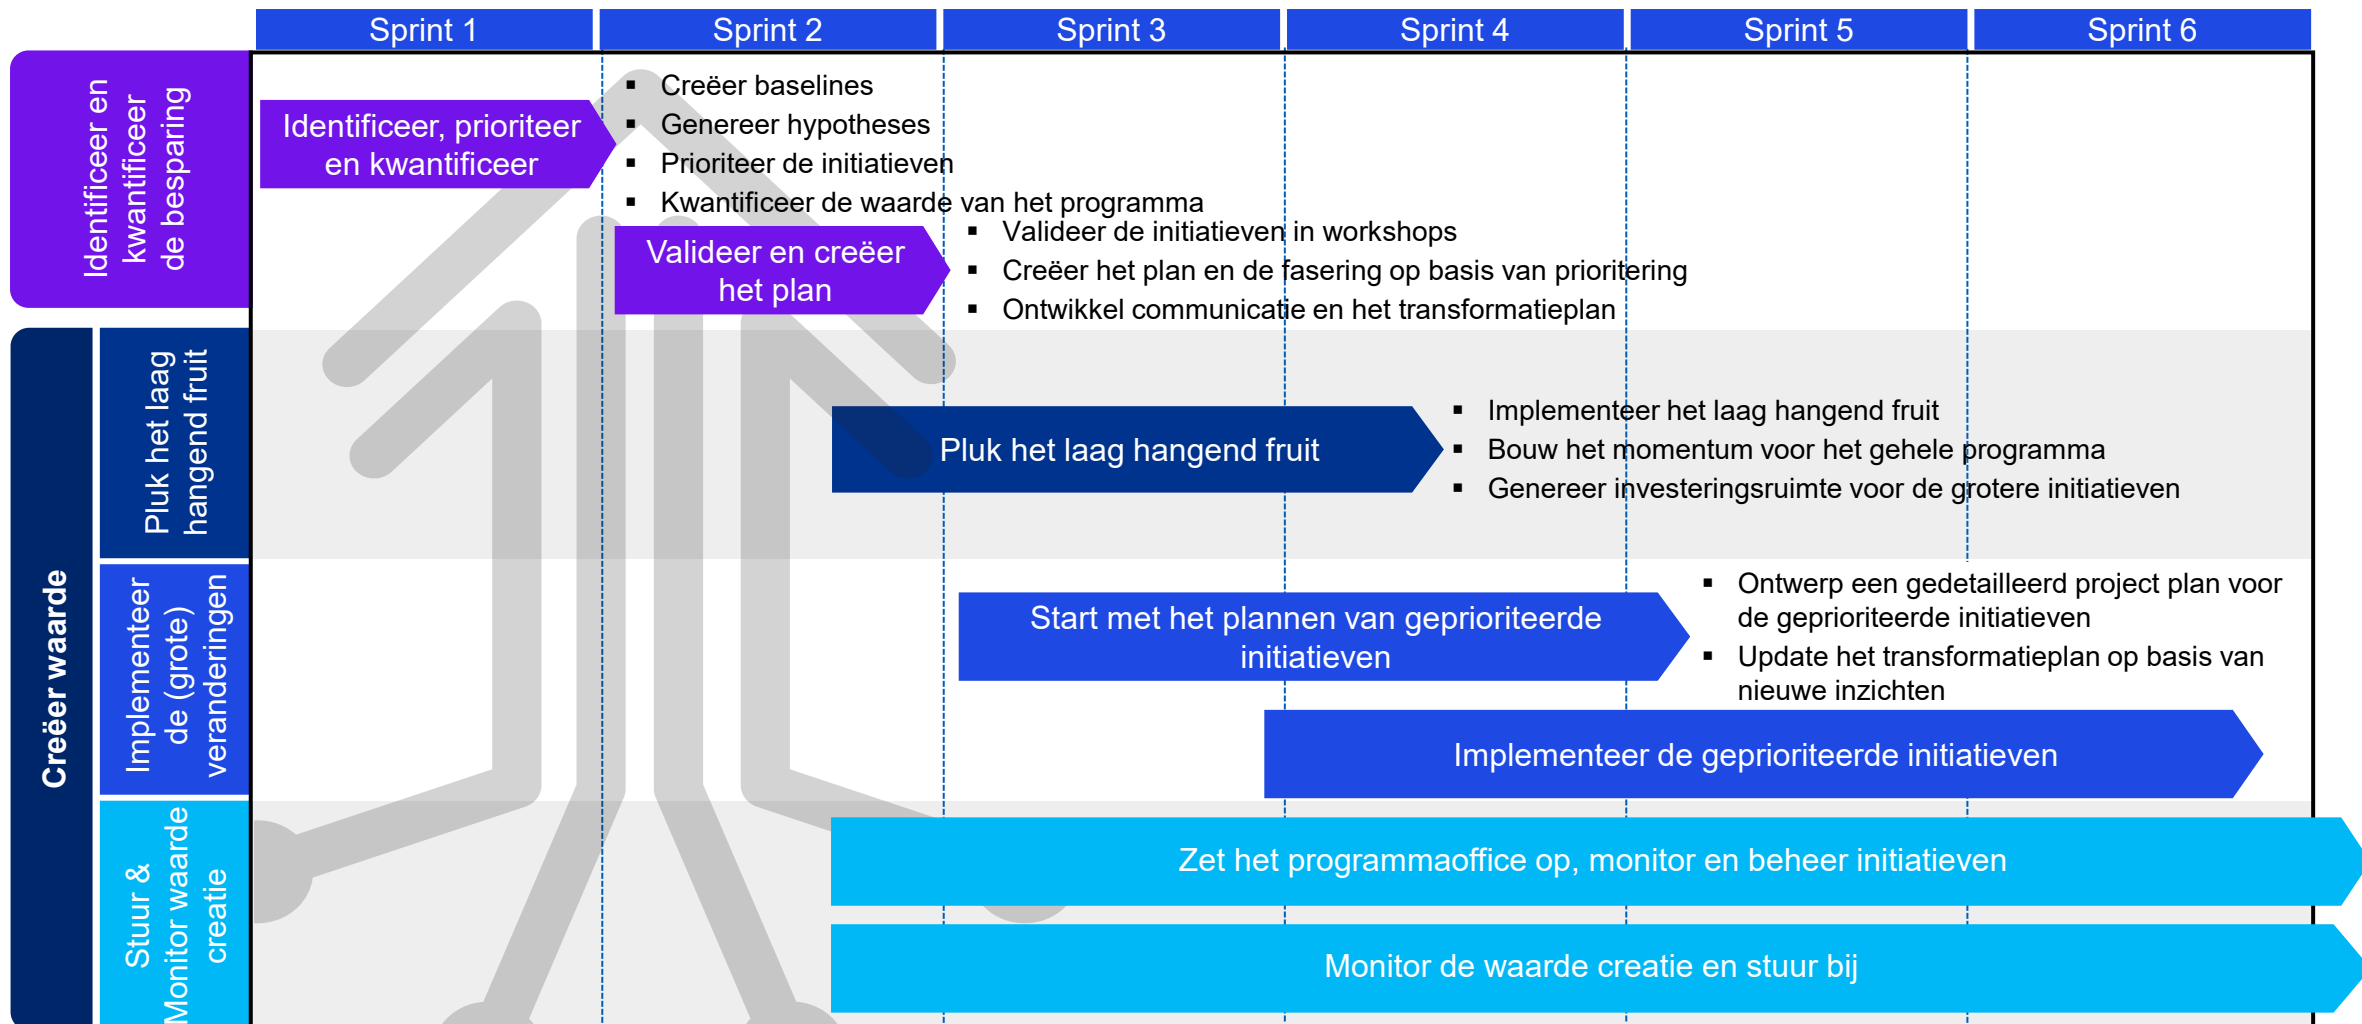 Sprint 1
Sprint 2
Sprint 3
Sprint 4
Sprint 5
Sprint 6
Identificeer en
kwantificeer
de besparing
Identificeer, prioriteer
en kwantificeer
▪ Creëer baselines
▪ Genereer hypotheses
▪ Prioriteer de initiatieven
▪ Kwantificeer de waarde van het programma
Valideer en creëer
het plan
▪ Valideer de initiatieven in workshops
▪ Creëer het plan en de fasering op basis van prioritering
▪ Ontwikkel communicatie en het transformatieplan
Creëer waarde
Pluk het laag
hangend fruit
Pluk het laag hangend fruit
▪ Implementeer het laag hangend fruit
▪ Bouw het momentum voor het gehele programma
▪ Genereer investeringsruimte voor de grotere initiatieven
Implementeer
de (grote)
veranderingen
Start met het plannen van geprioriteerde
initiatieven
▪ Ontwerp een gedetailleerd project plan voor
de geprioriteerde initiatieven
▪ Update het transformatieplan op basis van
nieuwe inzichten
Implementeer de geprioriteerde initiatieven
Stuur &
Monitor waarde
creatie
Zet het programmaoffice op, monitor en beheer initiatieven
Monitor de waarde creatie en stuur bij